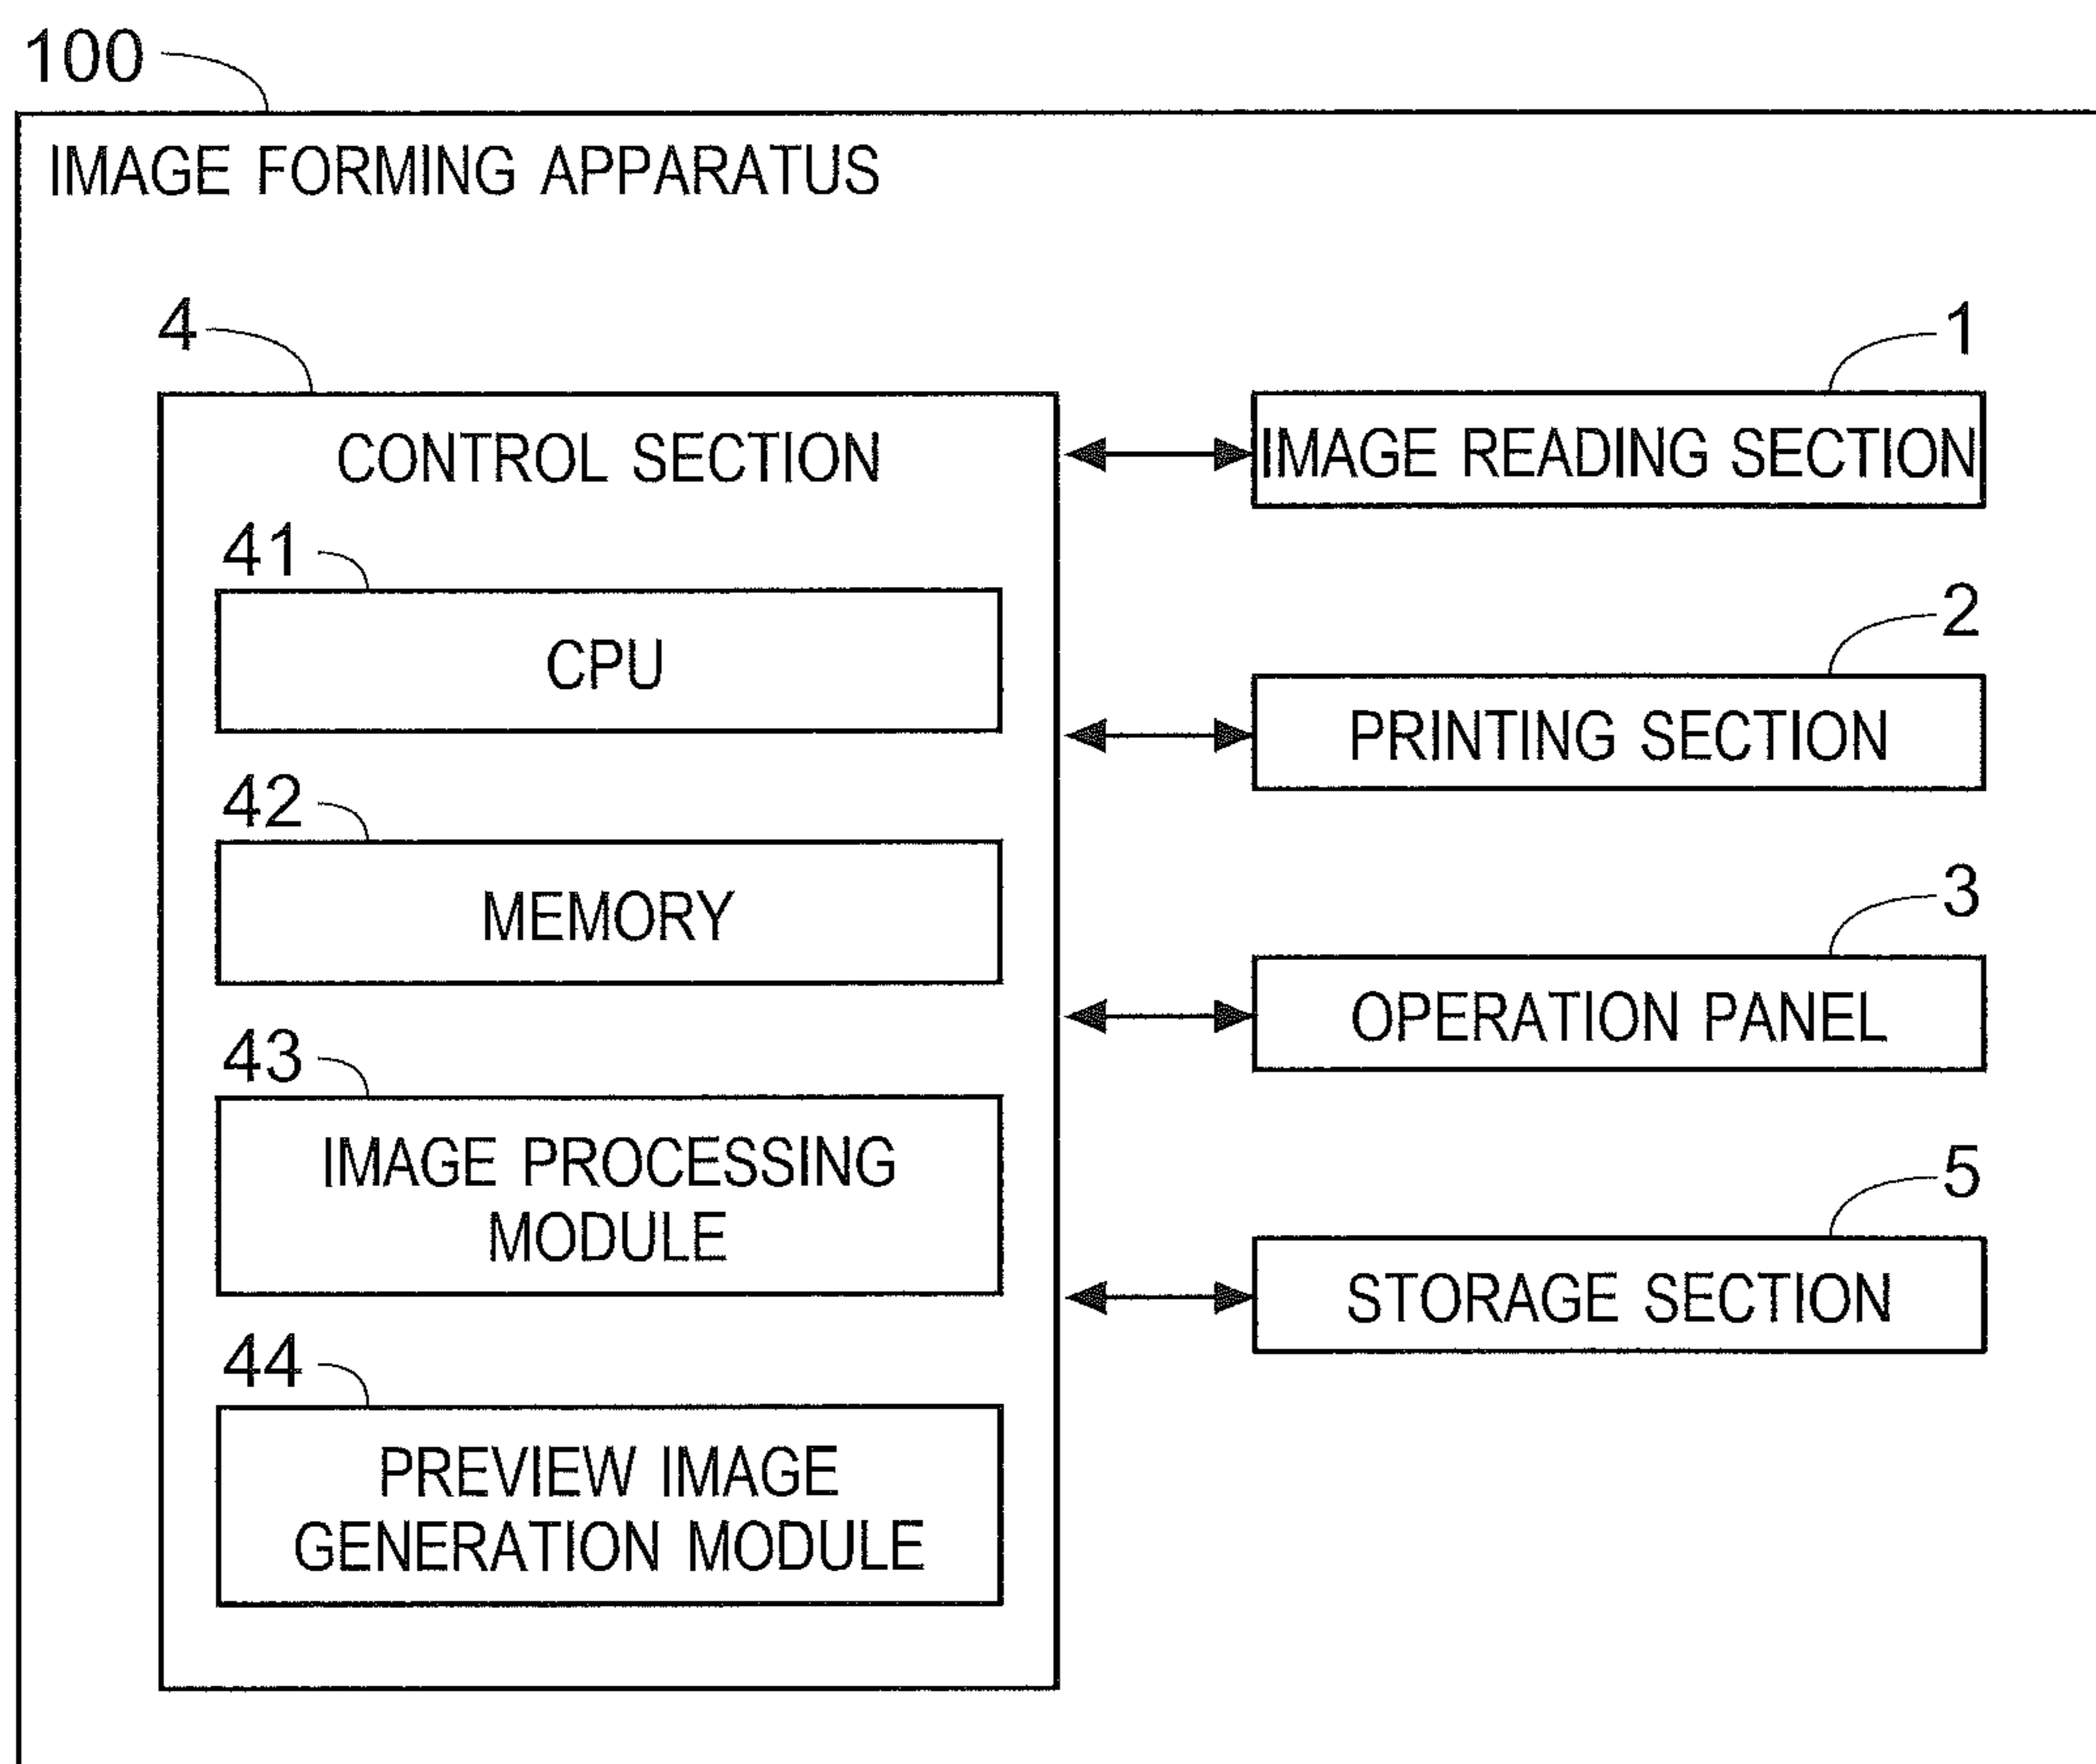 100
IMAGE FORMING APPARATUS
4
CONTROL SECTION
41
CPU
42
MEMORY
43
IMAGE PROCESSING
MODULE
44
PREVIEW IMAGE
GENERATION MODULE
1
IMAGE READING SECTION
2
PRINTING SECTION
3
OPERATION PANEL
5
STORAGE SECTION